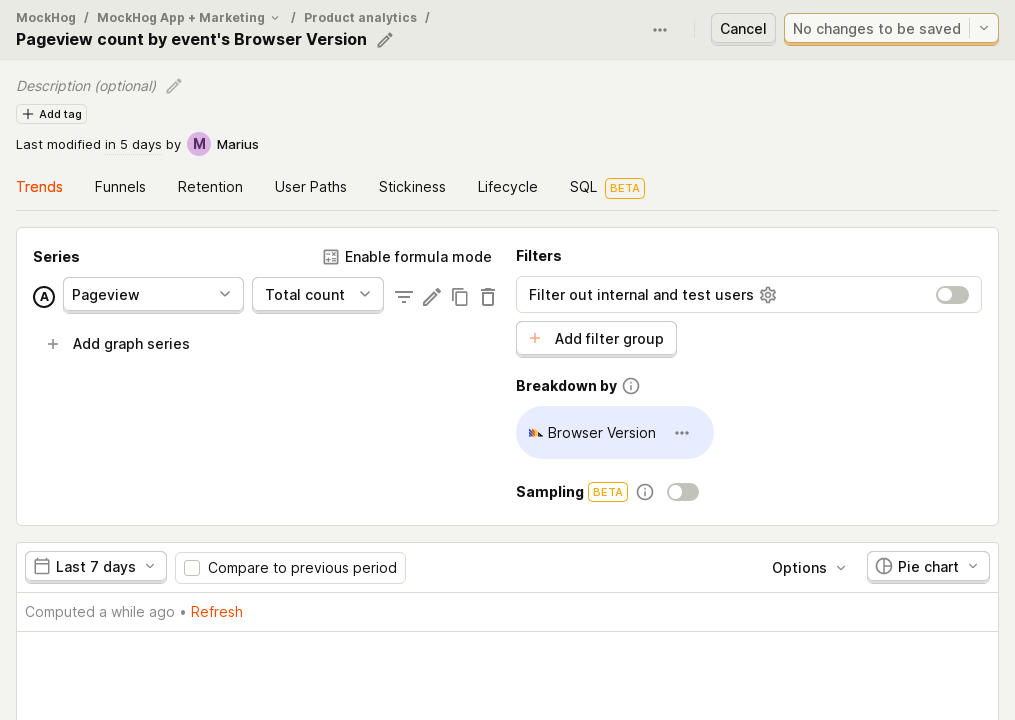 MockHog / MockHog App + Marketing / Product analytics /
Pageview count by event's Browser Version
Cancel
No changes to be saved
Description (optional)
Add tag
Last modified in 5 days by M Marius
Trends Funnels Retention User Paths Stickiness Lifecycle SQL BETA
Series
Enable formula mode
A Pageview Total count
Add graph series
Filters
Filter out internal and test users
Add filter group
Breakdown by
Browser Version
Sampling BETA
Last 7 days Compare to previous period Options Pie chart
Computed a while ago • Refresh